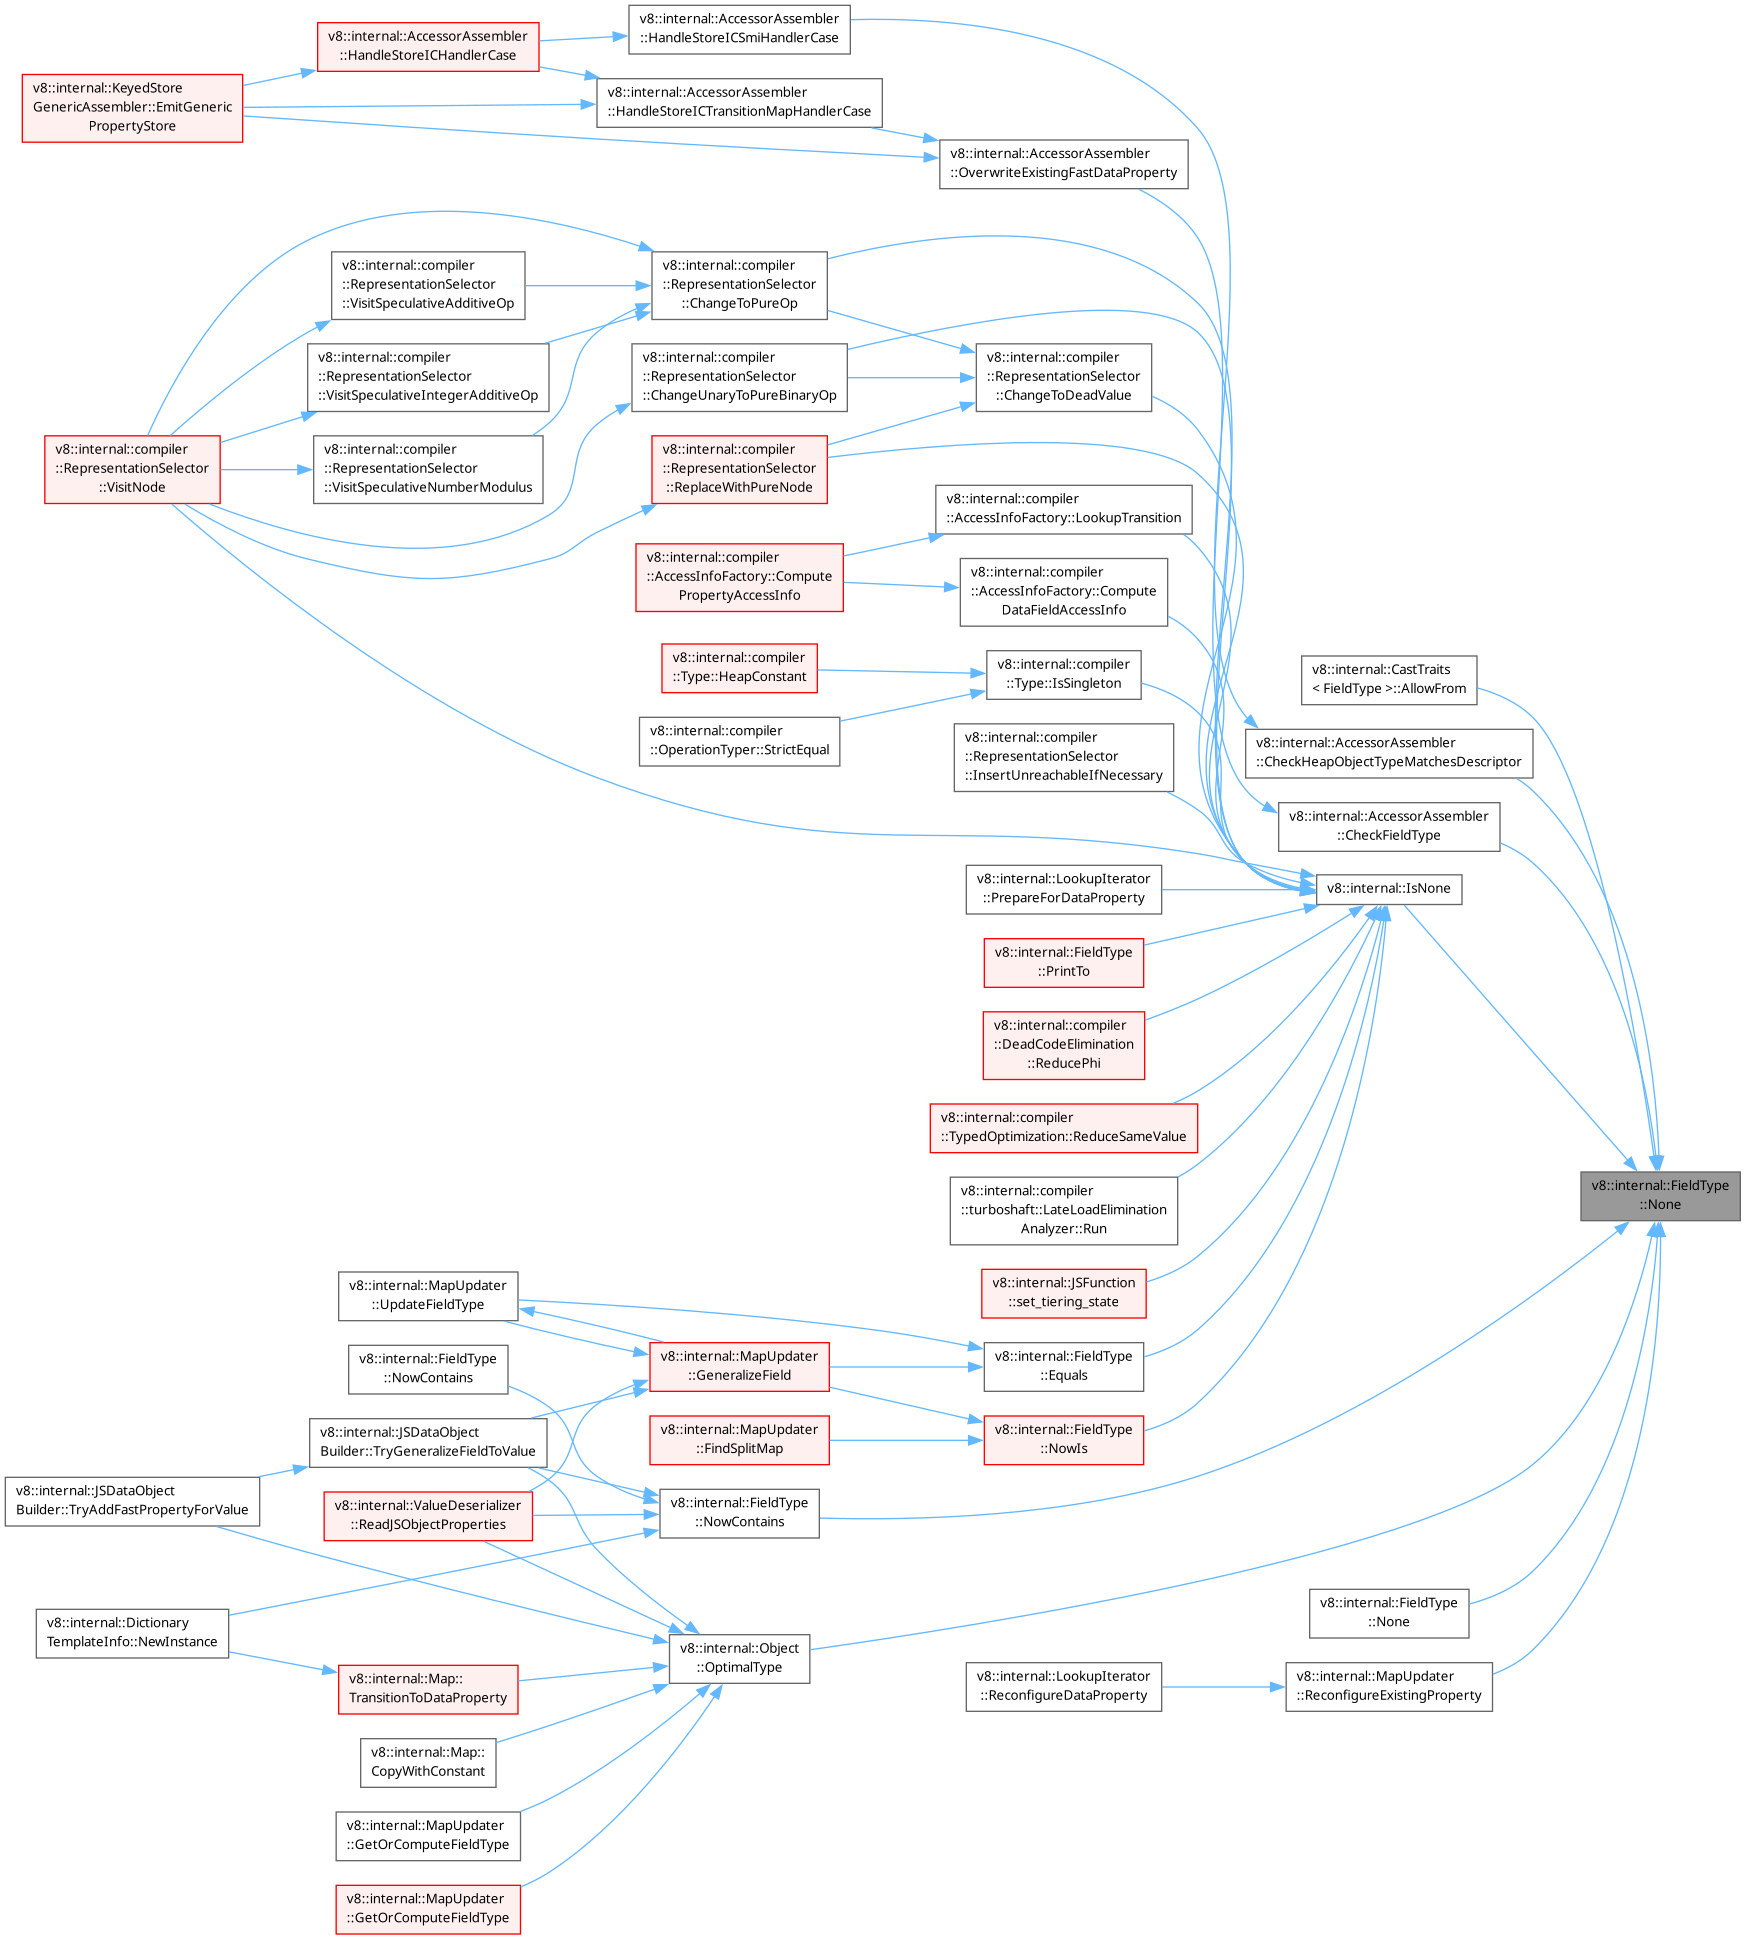 v8::internal::AccessorAssembler
::HandleStoreICSmiHandlerCase
v8::internal::AccessorAssembler
::HandleStoreICHandlerCase
v8::internal::KeyedStore
GenericAssembler::EmitGeneric
PropertyStore
v8::internal::AccessorAssembler
::HandleStoreICTransitionMapHandlerCase
v8::internal::AccessorAssembler
::OverwriteExistingFastDataProperty
v8::internal::compiler
::RepresentationSelector
::VisitSpeculativeAdditiveOp
v8::internal::compiler
::RepresentationSelector
::ChangeToPureOp
v8::internal::compiler
::RepresentationSelector
::VisitSpeculativeIntegerAdditiveOp
v8::internal::compiler
::RepresentationSelector
::ChangeUnaryToPureBinaryOp
v8::internal::compiler
::RepresentationSelector
::ChangeToDeadValue
v8::internal::compiler
::RepresentationSelector
::VisitNode
v8::internal::compiler
::RepresentationSelector
::VisitSpeculativeNumberModulus
v8::internal::compiler
::RepresentationSelector
::ReplaceWithPureNode
v8::internal::compiler
::AccessInfoFactory::LookupTransition
v8::internal::compiler
::AccessInfoFactory::Compute
PropertyAccessInfo
v8::internal::compiler
::AccessInfoFactory::Compute
DataFieldAccessInfo
v8::internal::compiler
::Type::HeapConstant
v8::internal::compiler
::Type::IsSingleton
v8::internal::CastTraits
< FieldType >::AllowFrom
v8::internal::compiler
::OperationTyper::StrictEqual
v8::internal::compiler
::RepresentationSelector
::InsertUnreachableIfNecessary
v8::internal::AccessorAssembler
::CheckHeapObjectTypeMatchesDescriptor
v8::internal::AccessorAssembler
::CheckFieldType
v8::internal::LookupIterator
::PrepareForDataProperty
v8::internal::IsNone
v8::internal::FieldType
::PrintTo
v8::internal::compiler
::DeadCodeElimination
::ReducePhi
v8::internal::compiler
::TypedOptimization::ReduceSameValue
v8::internal::compiler
::turboshaft::LateLoadElimination
Analyzer::Run
v8::internal::FieldType
::None
v8::internal::JSFunction
::set_tiering_state
v8::internal::MapUpdater
::UpdateFieldType
v8::internal::FieldType
::NowContains
v8::internal::MapUpdater
::GeneralizeField
v8::internal::FieldType
::Equals
v8::internal::JSDataObject
Builder::TryGeneralizeFieldToValue
v8::internal::MapUpdater
::FindSplitMap
v8::internal::FieldType
::NowIs
v8::internal::JSDataObject
Builder::TryAddFastPropertyForValue
v8::internal::ValueDeserializer
::ReadJSObjectProperties
v8::internal::FieldType
::NowContains
v8::internal::Dictionary
TemplateInfo::NewInstance
v8::internal::FieldType
::None
v8::internal::Object
::OptimalType
v8::internal::Map::
TransitionToDataProperty
v8::internal::LookupIterator
::ReconfigureDataProperty
v8::internal::MapUpdater
::ReconfigureExistingProperty
v8::internal::Map::
CopyWithConstant
v8::internal::MapUpdater
::GetOrComputeFieldType
v8::internal::MapUpdater
::GetOrComputeFieldType